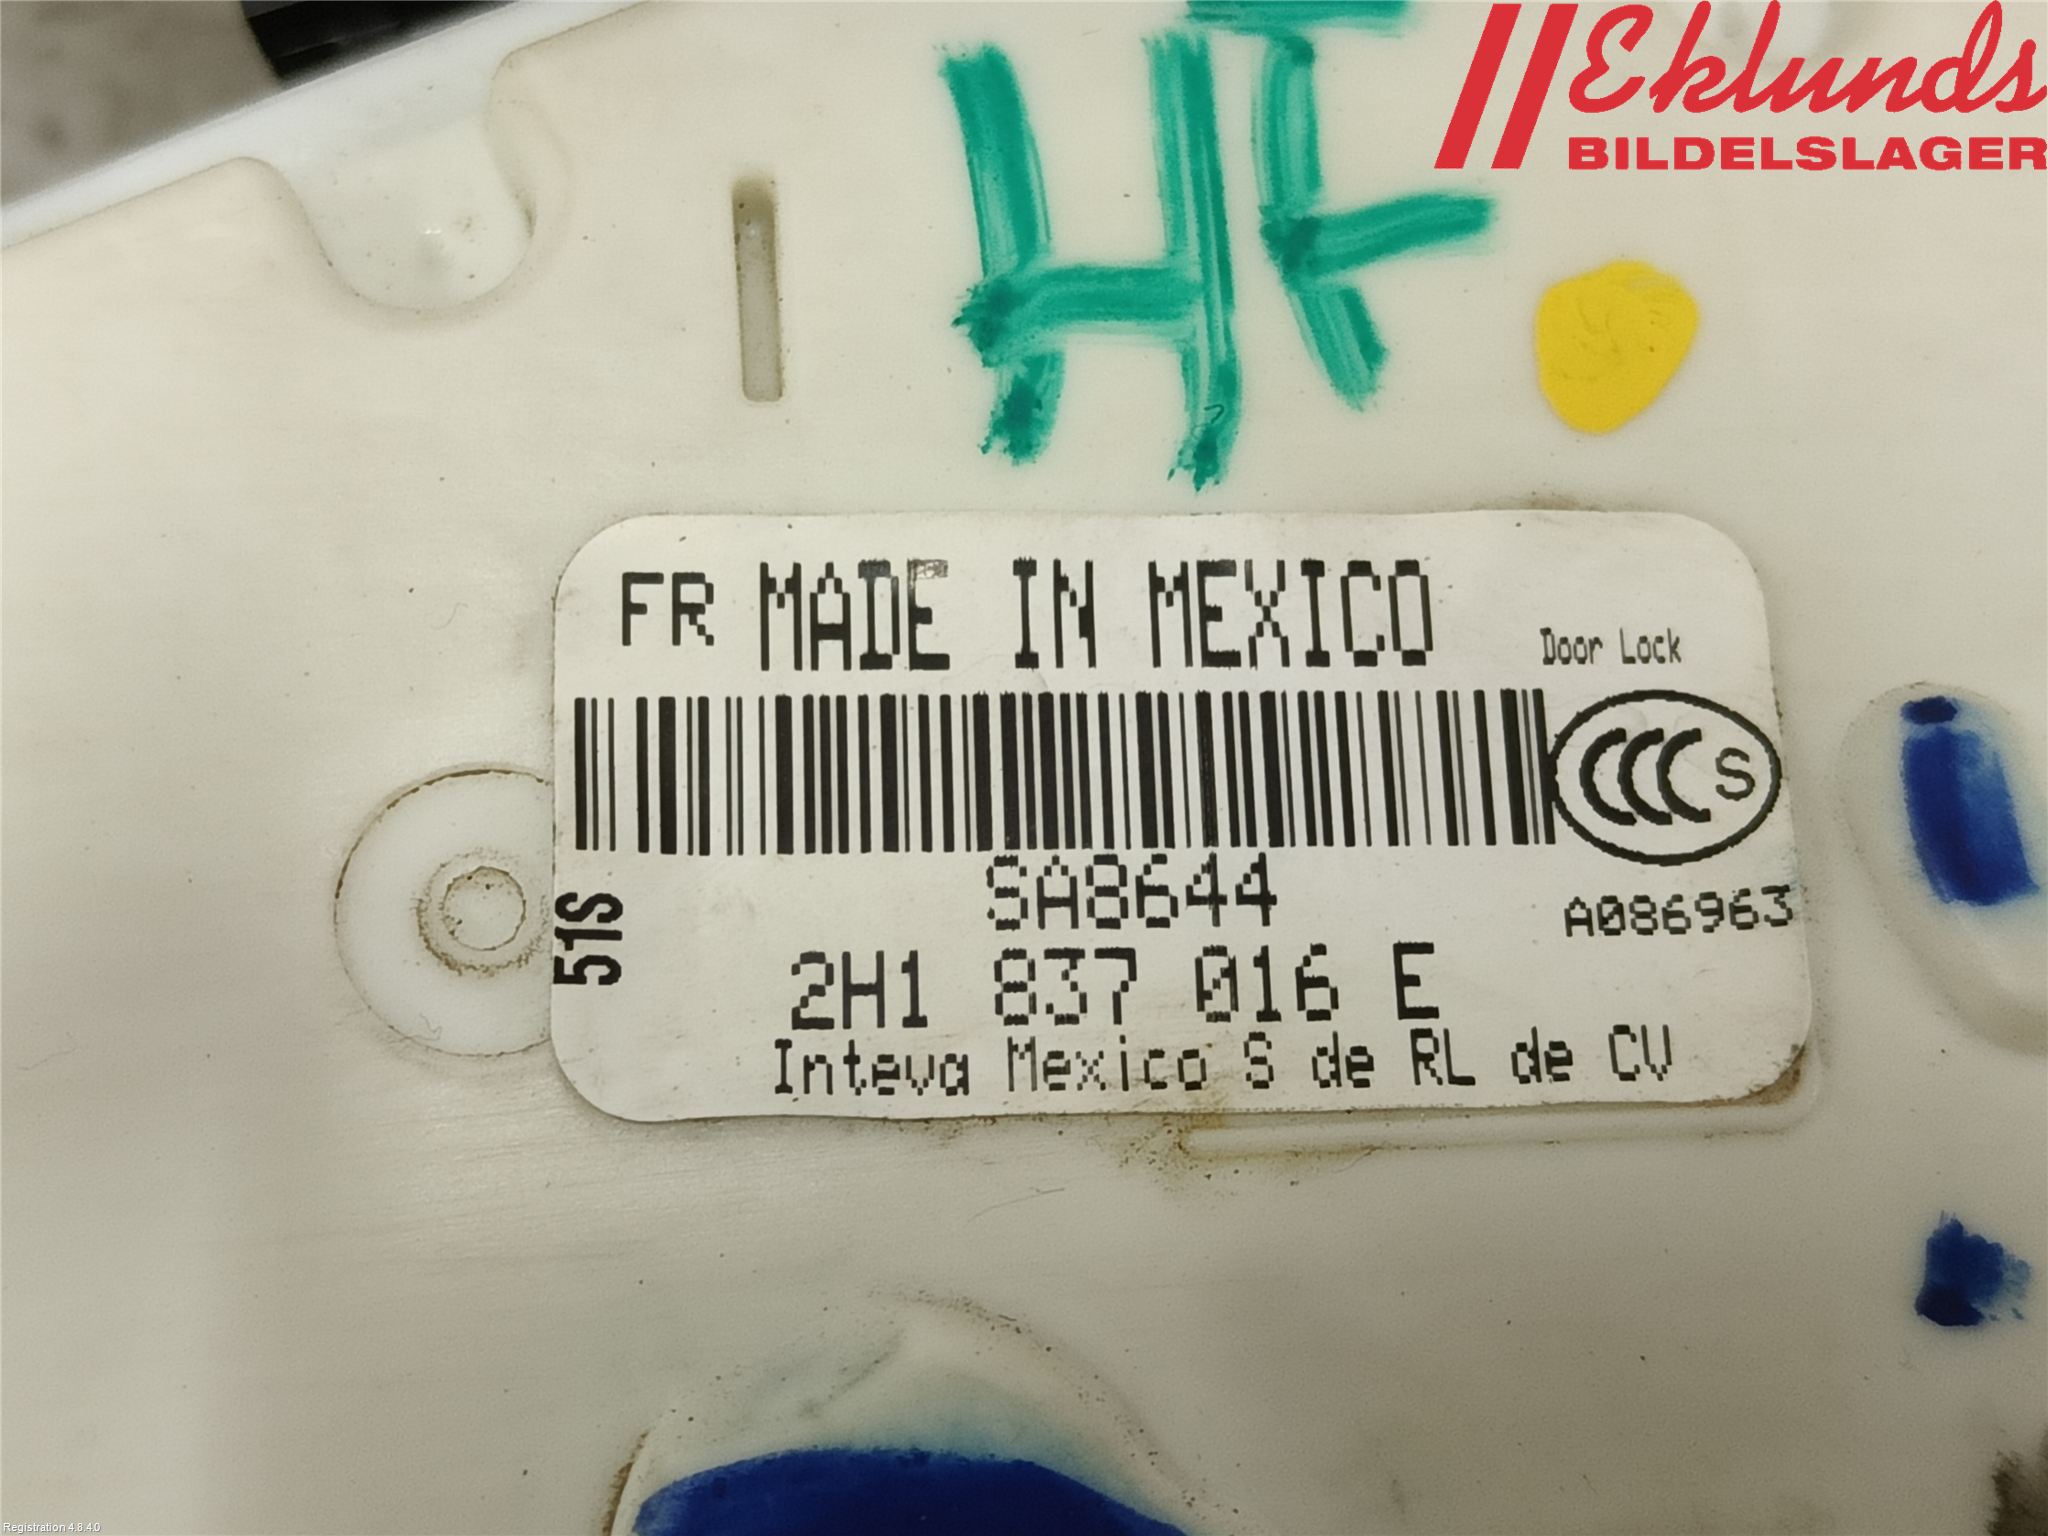 HF
Eklunds
BILDELSLAGER
FR MADE IN MEXICO
Door Lock
CCC S
SA8644
A086963
51S
2H1 837 016 E
Inteva Mexico S de RL de CV
Registration 4.8.4.0